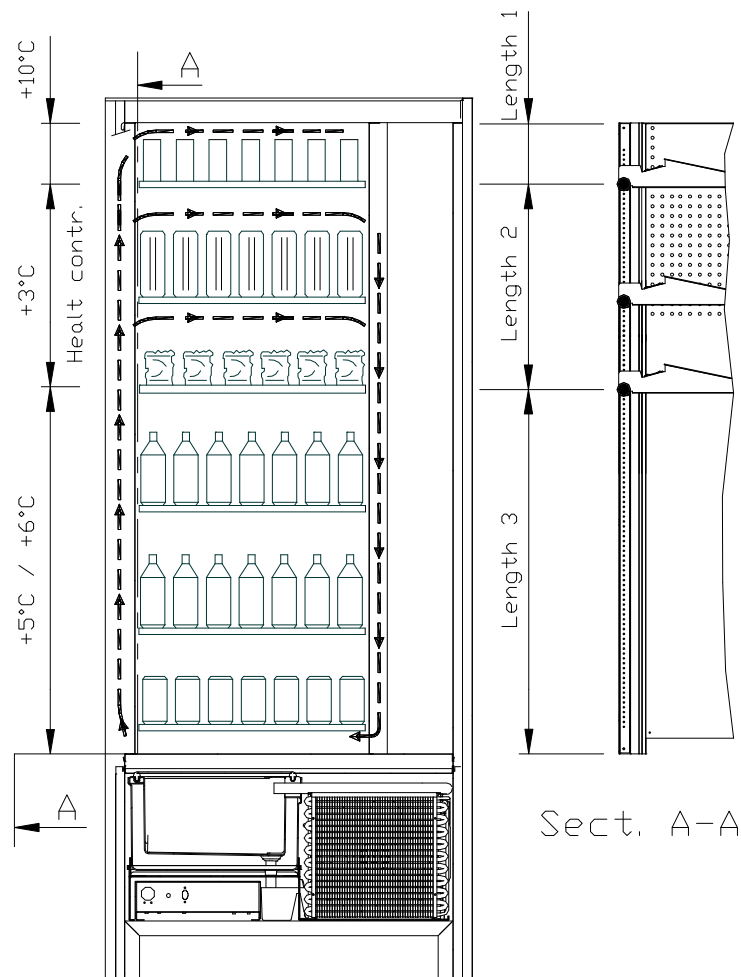 +10°C
A
Length 1
+3°C
Healt contr.
Length 2
+5°C / +6°C
Length 3
A
Sect. A-A